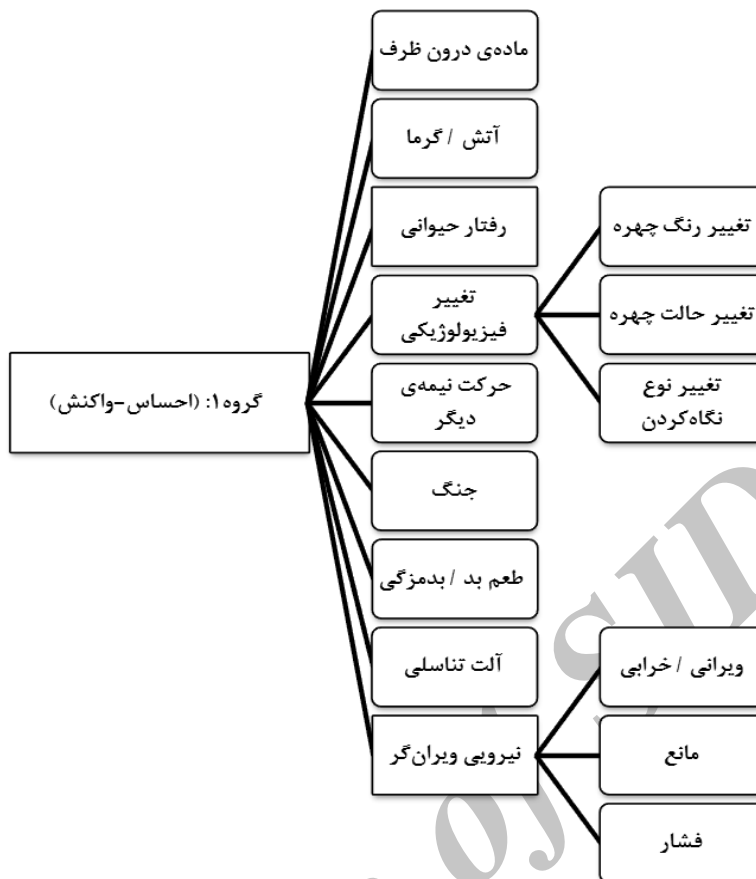 ماده‌ی درون ظرف
آتش / گرما
رفتار حیوانی
تغییر رنگ چهره
تغییر
فیزیولوژیکی
تغییر حالت چهره
حرکت نیمه‌ی
دیگر
تغییر نوع
نگاه‌کردن
گروه۱: (احساس-واکنش)
جنگ
طعم بد / بدمزگی
آلت تناسلی
ویرانی / خرابی
نیرویی ویران‌گر
مانع
فشار
of SID